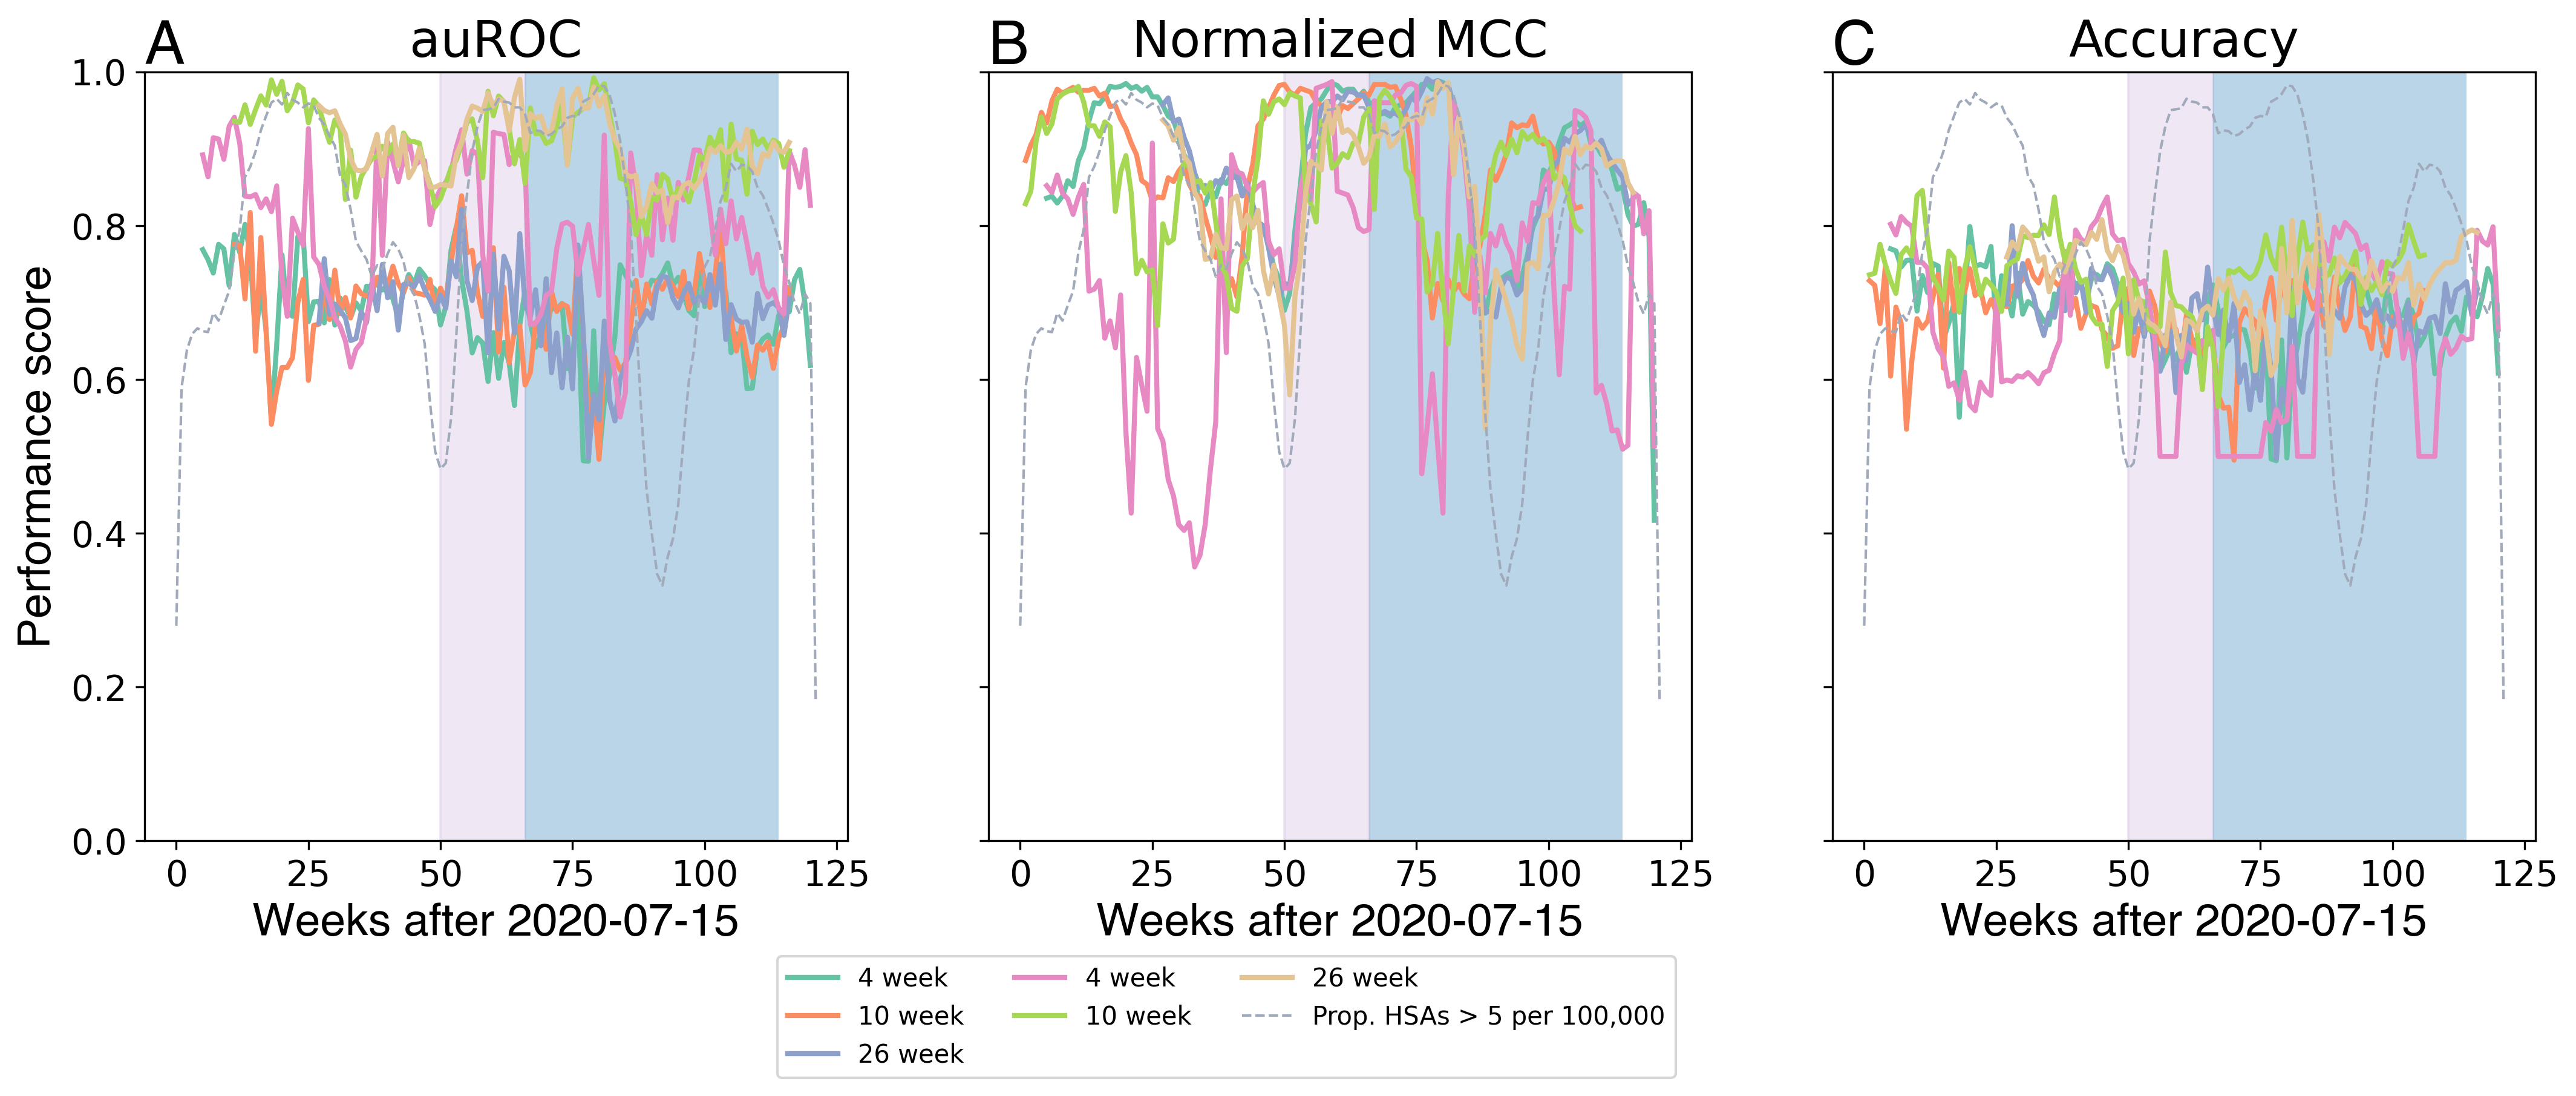 A auROC
B Normalized MCC
C Accuracy
Performance score
1.0
0.8
0.6
0.4
0.2
0.0
0 25 50 75 100 125
0 25 50 75 100 125
0 25 50 75 100 125
Weeks after 2020-07-15
Weeks after 2020-07-15
Weeks after 2020-07-15
4 week
10 week
26 week
4 week
10 week
26 week
Prop. HSAs > 5 per 100,000